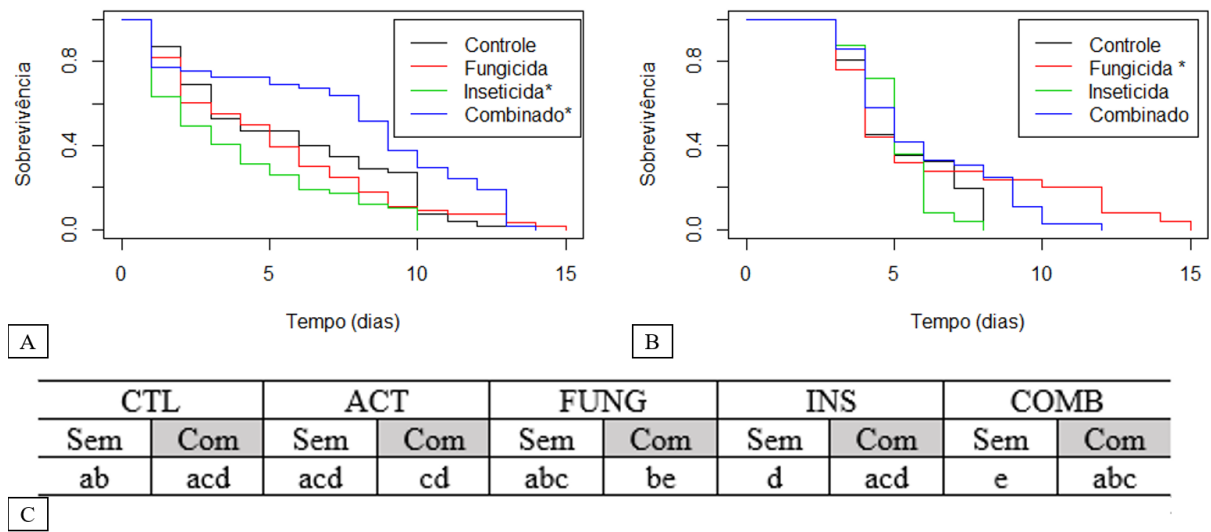 Sobrevivência
0.8
0.4
0.0
Controle
Fungicida
Inseticida*
Combinado*
0 5 10 15
Tempo (dias)
A
Sobrevivência
0.8
0.4
0.0
Controle
Fungicida *
Inseticida
Combinado
0 5 10 15
Tempo (dias)
B
CTL ACT FUNG INS COMB
Sem Com Sem Com Sem Com Sem Com Sem Com
ab acd acd cd abc be d acd e abc
C